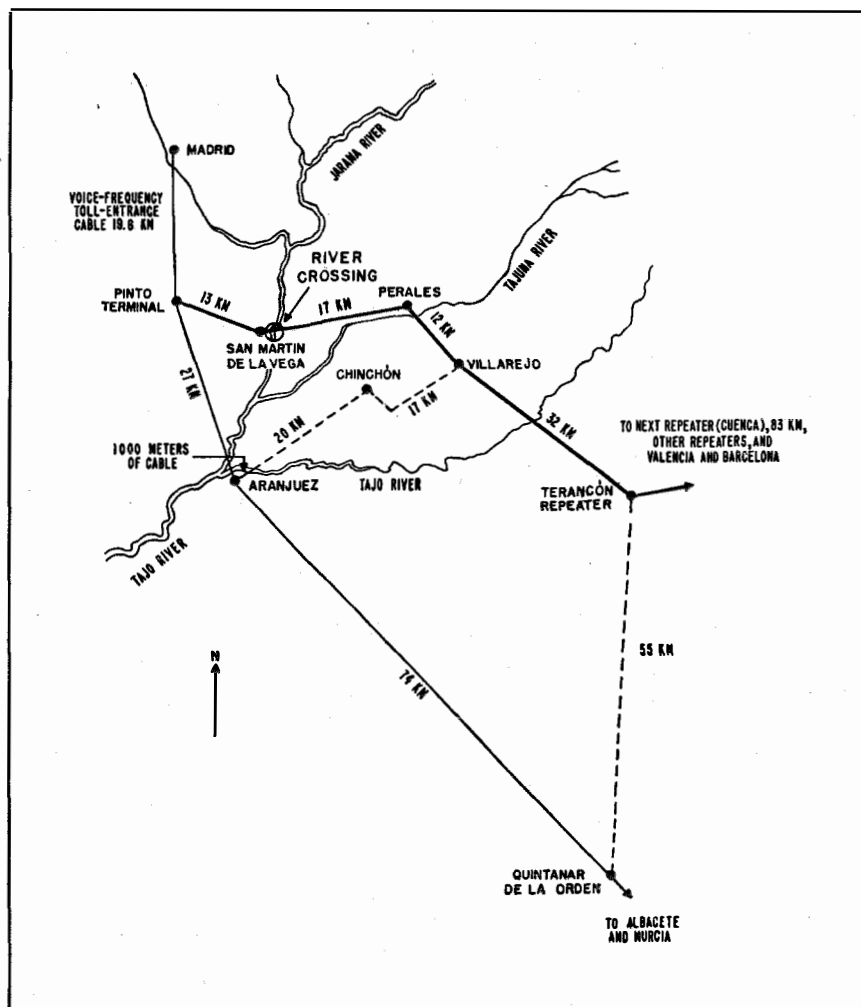 MADRID
JARAMA RIVER
VOICE-FREQUENCY
TOLL-ENTRANCE
CABLE 19.6 KM
TAJUNA RIVER
RIVER
CROSSING
PINTO
TERMINAL
13 KM
17 KM
PERALES
12 KM
SAN MARTIN
DE LA VEGA
VILLAREJO
CHINCHÓN
27 KM
17 KM
20 KM
32 KM
TO NEXT REPEATER (CUENCA), 83 KM,
OTHER REPEATERS, AND
VALENCIA AND BARCELONA
1000 METERS
OF CABLE
ARANJUEZ
TAJO RIVER
TERANCÓN
REPEATER
TAJO RIVER
N
55 KM
74 KM
QUINTANAR
DE LA ORDEN
TO ALBACETE
AND MURCIA